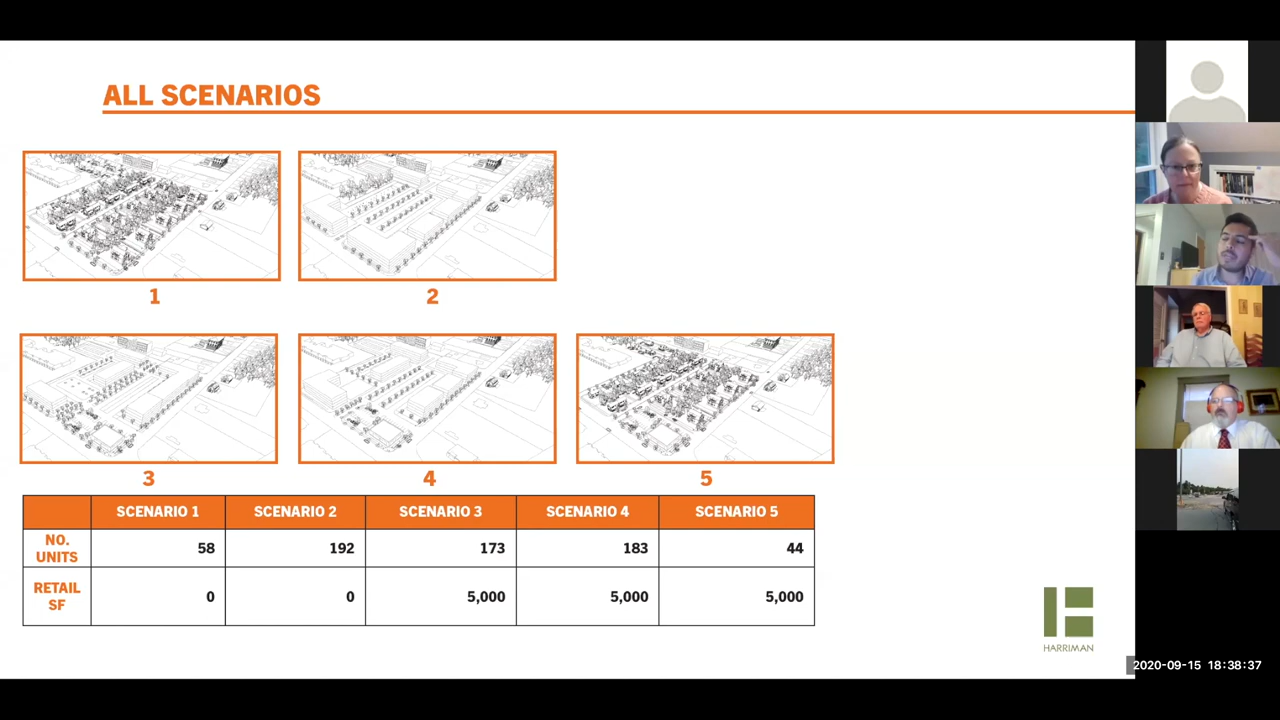 ALL SCENARIOS
1
2
3
4
5
SCENARIO 1 SCENARIO 2 SCENARIO 3 SCENARIO 4 SCENARIO 5
NO. UNITS 58 192 173 183 44
RETAIL SF 0 0 5,000 5,000 5,000
HARRIMAN
2020-09-15 18:38:37